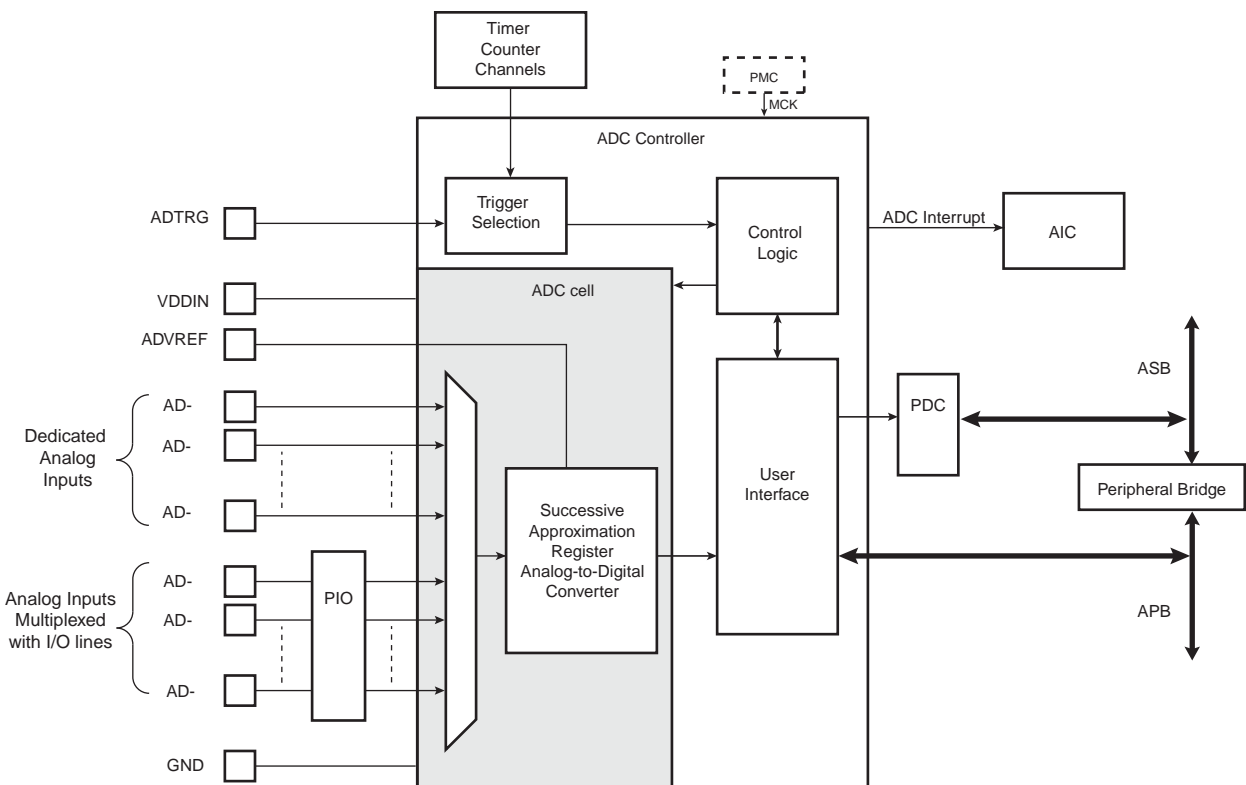 Timer
Counter
Channels
PMC
MCK
ADC Controller
ADTRG
Trigger
Selection
Control
Logic
ADC Interrupt
AIC
VDDIN
ADC cell
ADVREF
ASB
Dedicated
Analog
Inputs
AD-
AD-
AD-
PDC
User
Interface
Peripheral Bridge
Successive
Approximation
Register
Analog-to-Digital
Converter
Analog Inputs
Multiplexed
with I/O lines
AD-
AD-
AD-
PIO
APB
GND